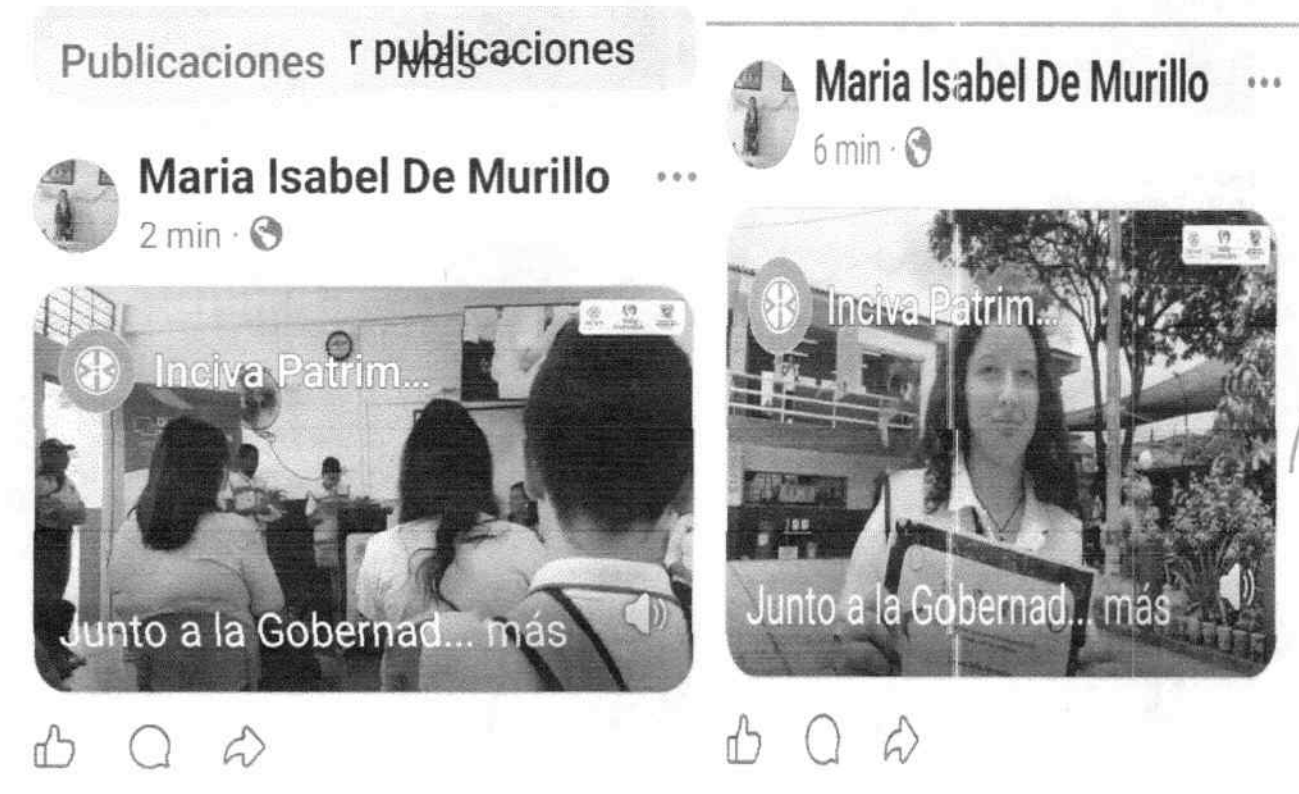 Publicaciones
Más
r publicaciones
Maria Isabel De Murillo
2 min
Inciva Patrim...
Junto a la Gobernad... más
Maria Isabel De Murillo
6 min
Inciva Patrim...
Junto a la Gobernad... más